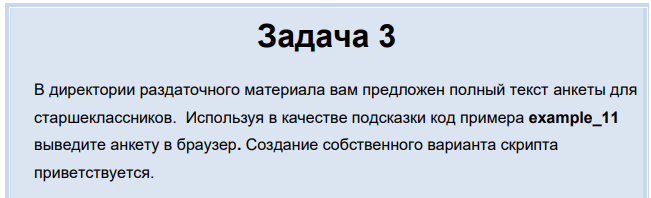 Задача 3
В директории раздаточного материала вам предложен полный текст анкеты для
старшеклассников. Используя в качестве подсказки код примера example_11
выведите анкету в браузер. Создание собственного варианта скрипта
приветствуется.